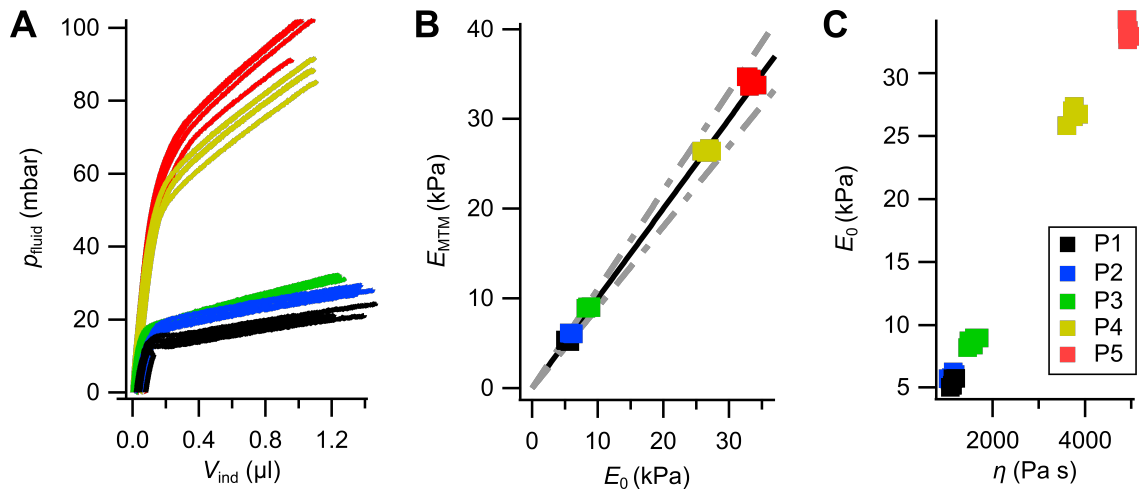 A
100
80
60
40
20
0
p_fluid (mbar)
0.0 0.4 0.8 1.2
V_ind (µl)
B
40
30
20
10
0
E_MTM (kPa)
0 10 20 30
E_0 (kPa)
C
30
25
20
15
10
5
E_0 (kPa)
2000 4000
η (Pa s)
P1
P2
P3
P4
P5